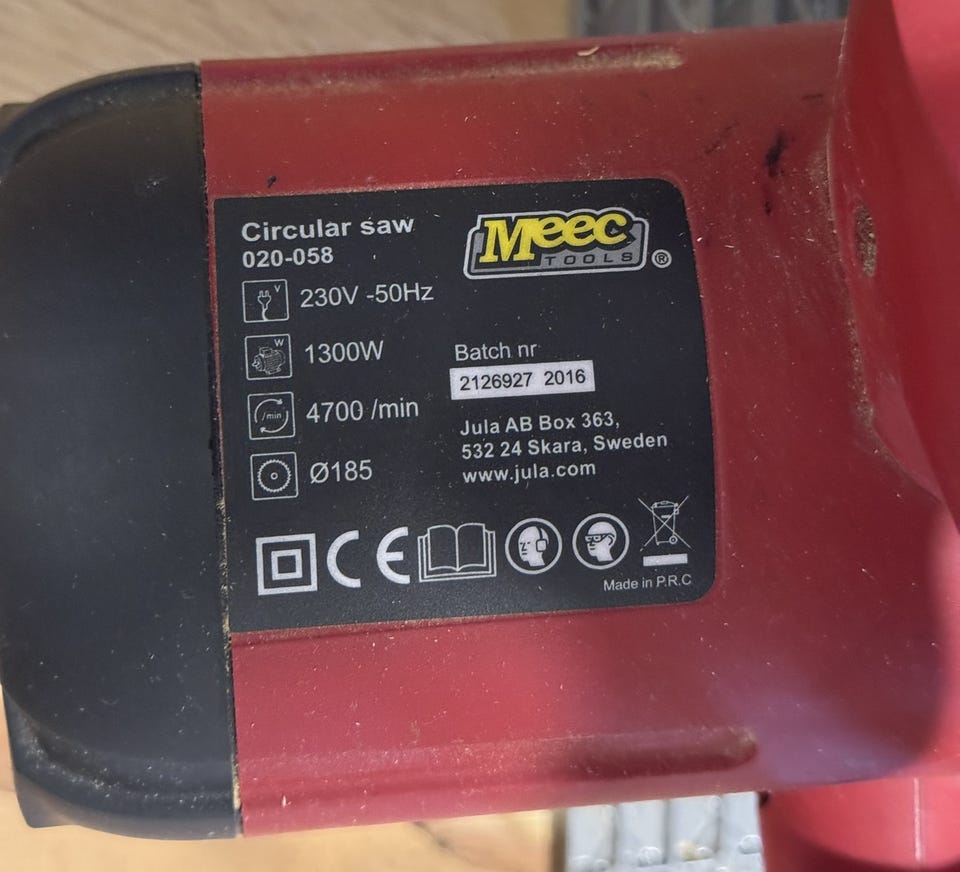 Circular saw
020-058
V
230V -50Hz
W
1300W
/min
4700 /min
Ø185
Meec
TOOLS
®
Batch nr
2126927 2016
Jula AB Box 363,
532 24 Skara, Sweden
www.jula.com
CE
Made in P.R.C